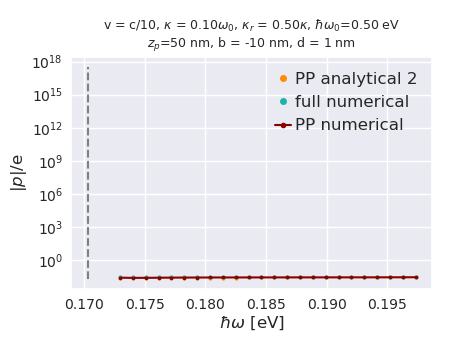 v = c/10, κ = 0.10ω₀, κᵣ = 0.50κ, ℏω₀=0.50 eV
zₚ=50 nm, b = -10 nm, d = 1 nm
10¹⁸
10¹⁵
10¹²
10⁹
10⁶
10³
10⁰
|p|/e
PP analytical 2
full numerical
PP numerical
0.170 0.175 0.180 0.185 0.190 0.195
ℏω [eV]